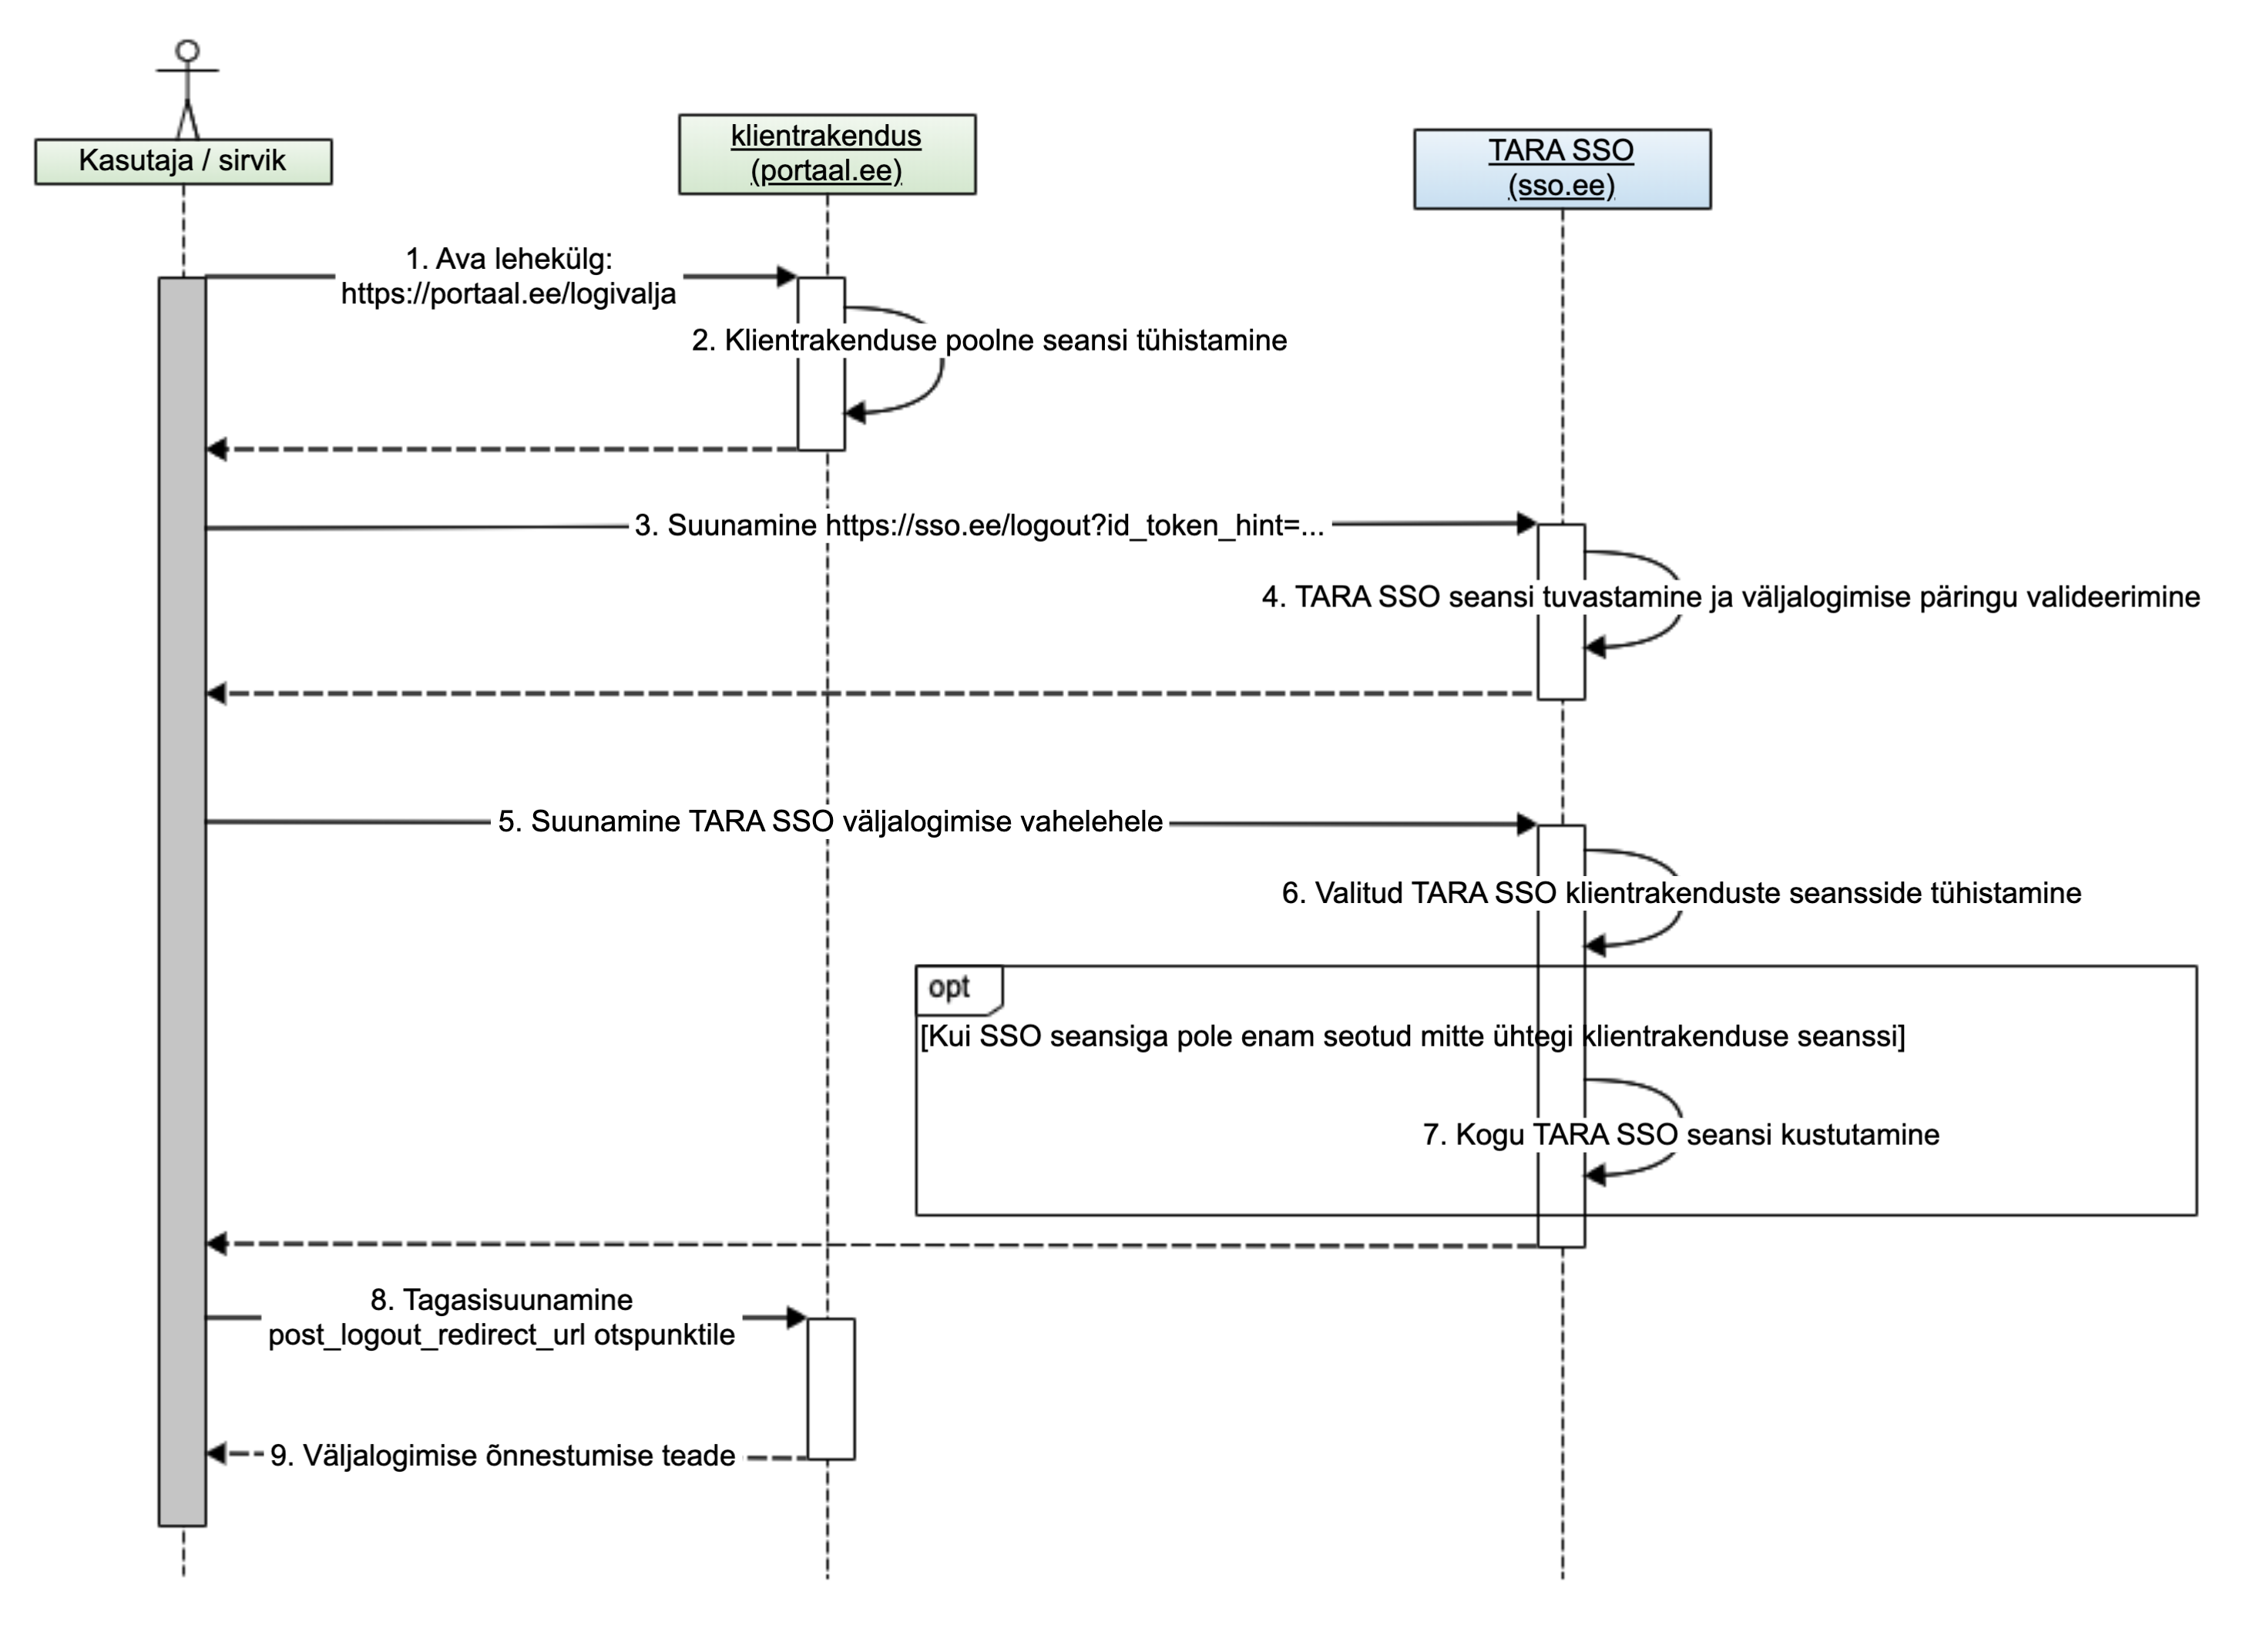 Kasutaja / sirvik
klientrakendus
(portaal.ee)
TARA SSO
(sso.ee)
1. Ava lehekülg:
https://portaal.ee/logivalja
2. Klientrakenduse poolne seansi tühistamine
3. Suunamine https://sso.ee/logout?id_token_hint=...
4. TARA SSO seansi tuvastamine ja väljalogimise päringu valideerimine
5. Suunamine TARA SSO väljalogimise vahelehele
6. Valitud TARA SSO klientrakenduste seansside tühistamine
opt
[Kui SSO seansiga pole enam seotud mitte ühtegi klientrakenduse seanssi]
7. Kogu TARA SSO seansi kustutamine
8. Tagasisuunamine
post_logout_redirect_url otspunktile
9. Väljalogimise õnnestumise teade